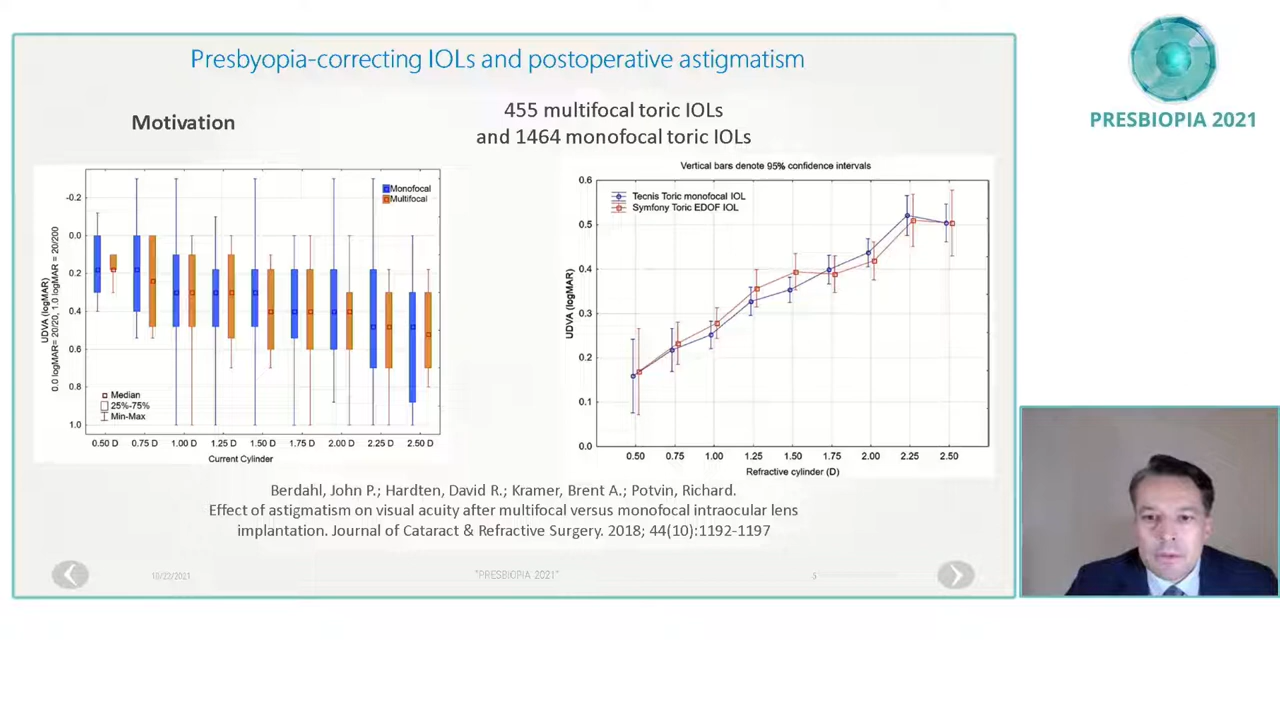 Presbyopia-correcting IOLs and postoperative astigmatism
Motivation
455 multifocal toric IOLs
and 1464 monofocal toric IOLs
Monofocal
Multifocal
-0.2
0.0
0.2
0.4
0.6
0.8
1.0
UDVA (logMAR)
0.0 logMAR= 20/20, 1.0 logMAR = 20/200
Median
25%-75%
Min-Max
0.50 D 0.75 D 1.00 D 1.25 D 1.50 D 1.75 D 2.00 D 2.25 D 2.50 D
Current Cylinder
Vertical bars denote 95% confidence intervals
Tecnis Toric monofocal IOL
Symfony Toric EDOF IOL
0.6
0.5
0.4
0.3
0.2
0.1
0.0
UDVA (logMAR)
0.50 0.75 1.00 1.25 1.50 1.75 2.00 2.25 2.50
Refractive cylinder (D)
Berdahl, John P.; Hardten, David R.; Kramer, Brent A.; Potvin, Richard.
Effect of astigmatism on visual acuity after multifocal versus monofocal intraocular lens
implantation. Journal of Cataract & Refractive Surgery. 2018; 44(10):1192-1197
10/22/2021
"PRESBIOPIA 2021"
5
PRESBIOPIA 2021